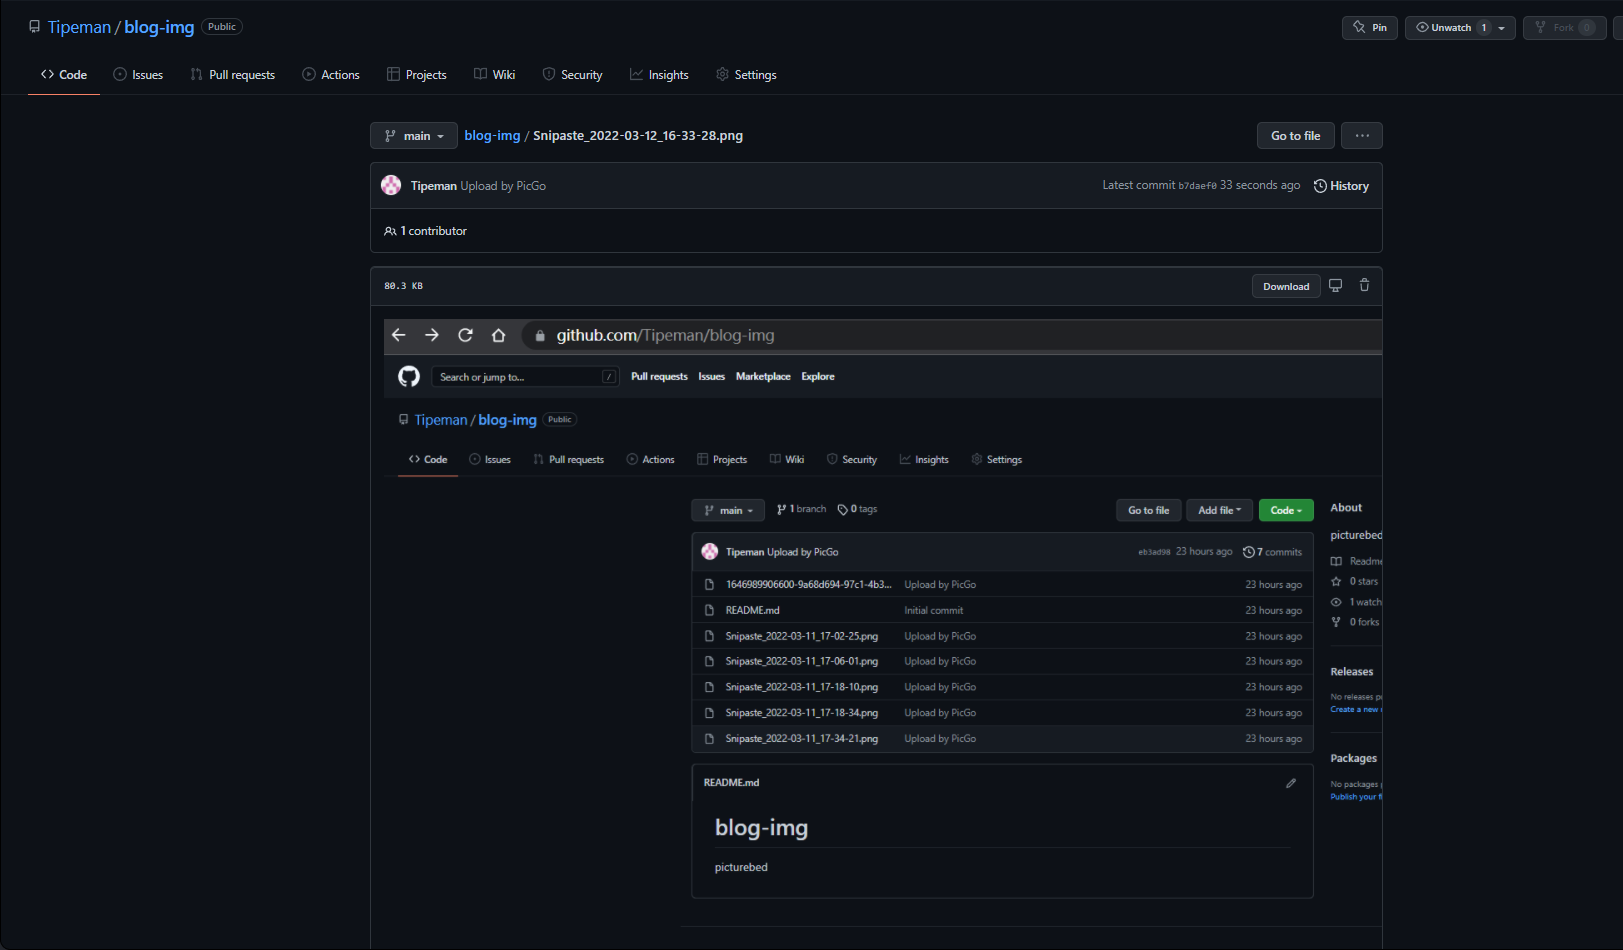 Tipeman / blog-img Public
Pin Unwatch 1 Fork 0
Code Issues Pull requests Actions Projects Wiki Security Insights Settings
main blog-img / Snipaste_2022-03-12_16-33-28.png Go to file ...
Tipeman Upload by PicGo Latest commit b7daef0 33 seconds ago History
1 contributor
80.3 KB Download
github.com/Tipeman/blog-img
Search or jump to... / Pull requests Issues Marketplace Explore
Tipeman / blog-img Public
Code Issues Pull requests Actions Projects Wiki Security Insights Settings
main 1 branch 0 tags Go to file Add file Code
Tipeman Upload by PicGo eb3ad98 23 hours ago 7 commits
1646989906600-9a68d694-97c1-4b3... Upload by PicGo 23 hours ago
README.md Initial commit 23 hours ago
Snipaste_2022-03-11_17-02-25.png Upload by PicGo 23 hours ago
Snipaste_2022-03-11_17-06-01.png Upload by PicGo 23 hours ago
Snipaste_2022-03-11_17-18-10.png Upload by PicGo 23 hours ago
Snipaste_2022-03-11_17-18-34.png Upload by PicGo 23 hours ago
Snipaste_2022-03-11_17-34-21.png Upload by PicGo 23 hours ago
README.md
blog-img
picturebed
About
picturebed
Readme
0 stars
1 watch
0 forks
Releases
No releases
Create a new
Packages
No packages
Publish your